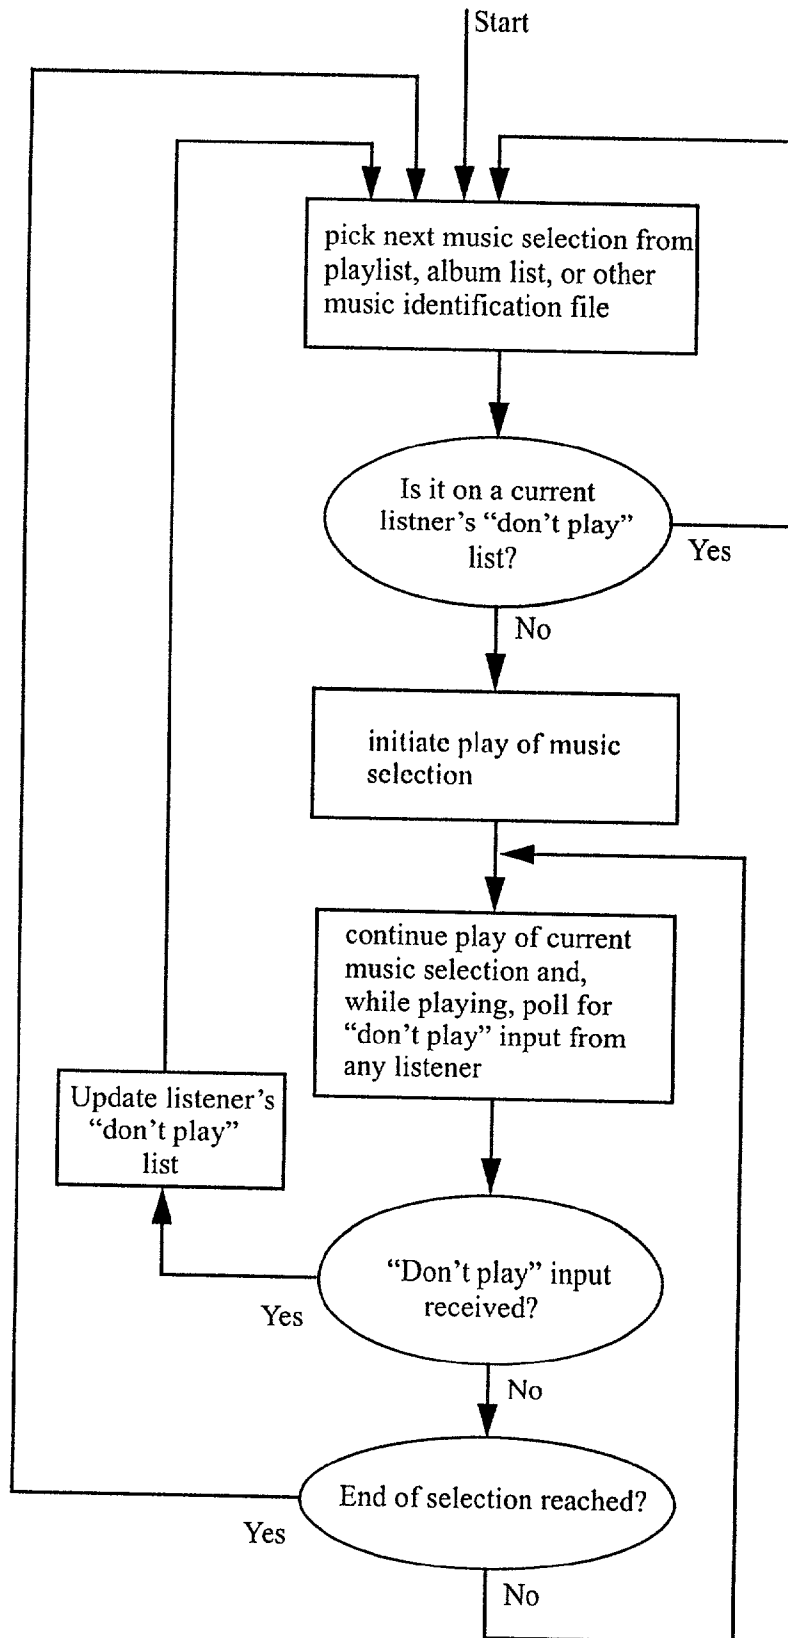 Start
pick next music selection from
playlist, album list, or other
music identification file
Is it on a current
listner's “don't play”
list?
Yes
No
initiate play of music
selection
continue play of current
music selection and,
while playing, poll for
“don't play” input from
any listener
Update listener's
“don't play”
list
“Don't play” input
received?
Yes
No
End of selection reached?
Yes
No